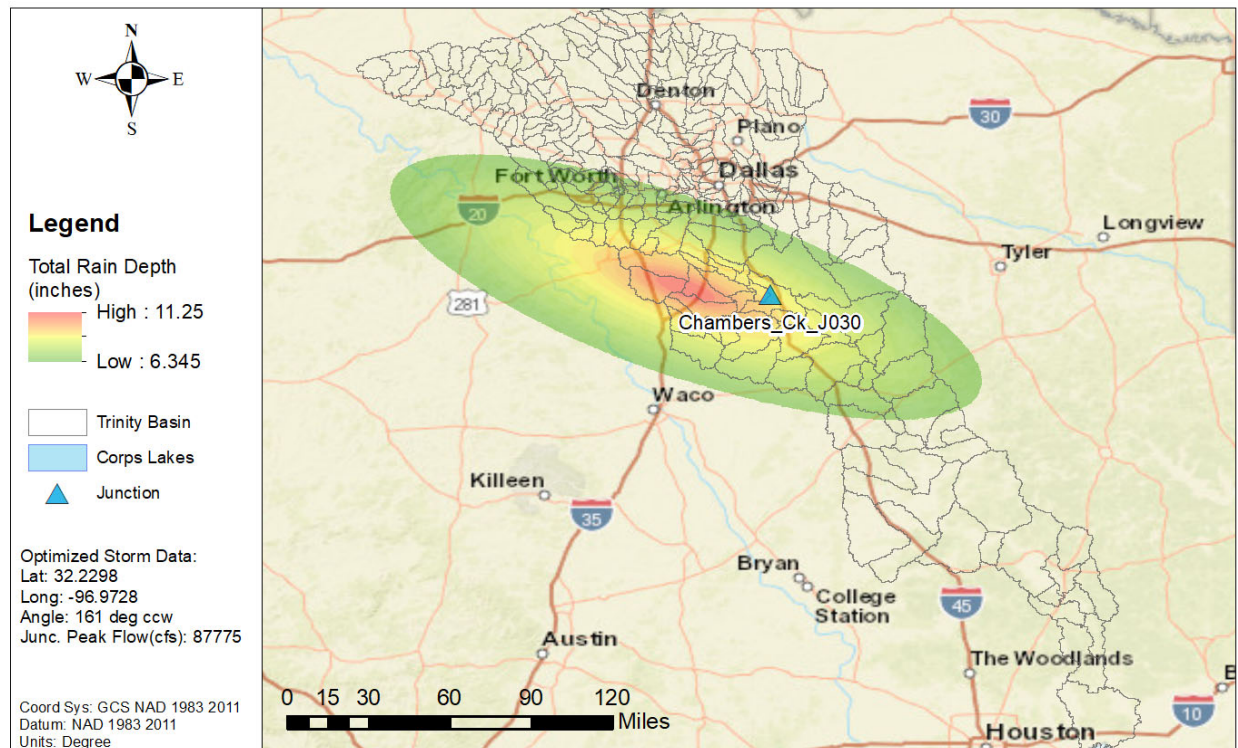 N
W E
S
Legend
Total Rain Depth
(inches)
High : 11.25
Low : 6.345
Trinity Basin
Corps Lakes
Junction
Optimized Storm Data:
Lat: 32.2298
Long: -96.9728
Angle: 161 deg ccw
Junc. Peak Flow(cfs): 87775
Coord Sys: GCS NAD 1983 2011
Datum: NAD 1983 2011
Units: Degree
Denton
30
Plano
Dallas
Fort Worth
Arlington
20
Longview
Tyler
281
Chambers_Ck_J030
Waco
Killeen
35
Bryan
College
Station
45
Austin
The Woodlands
B
10
Houston
0 15 30 60 90 120
Miles